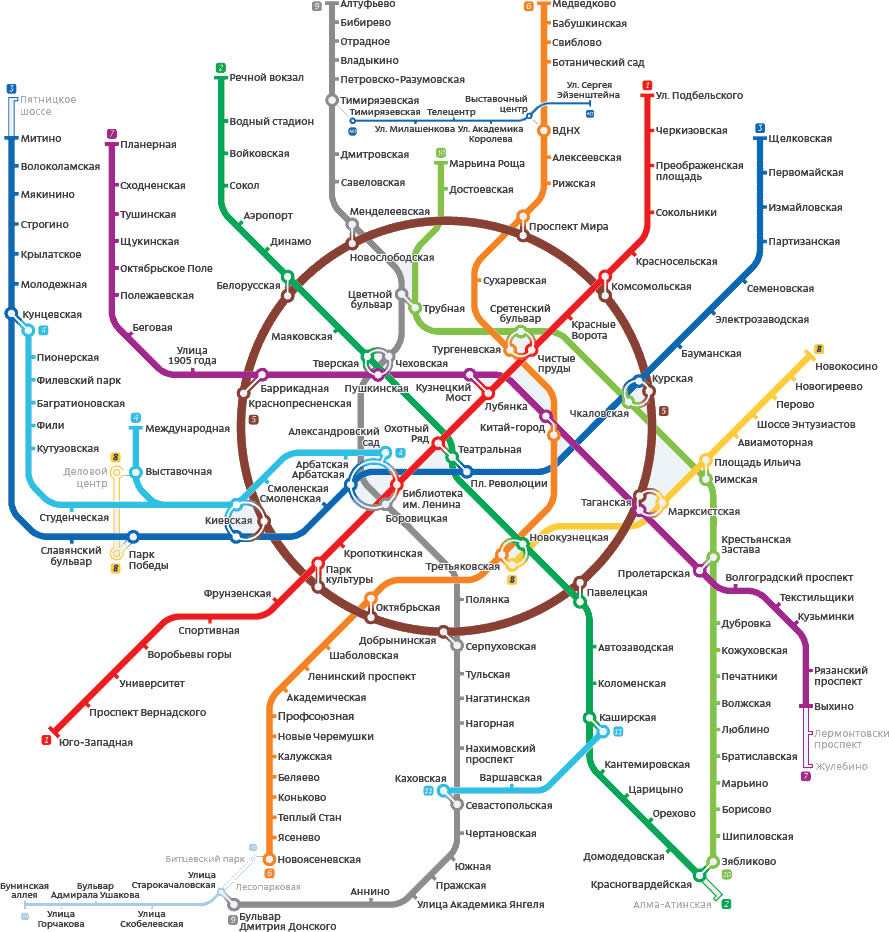 9
Алтуфьево
Бибирево
Отрадное
Владыкино
Петровско-Разумовская
Тимирязевская
Дмитровская
Савеловская
Менделеевская
6
Медведково
Бабушкинская
Свиблово
Ботанический сад
ВДНХ
Алексеевская
Рижская
Проспект Мира
Ул. Сергея
Эйзенштейна
Выставочный
центр
Телецентр
Тимирязевская
Ул. Милашенкова
Ул. Академика
Королева
3
Пятницкое
шоссе
Митино
Волоколамская
Мякинино
Строгино
Крылатское
Молодежная
Кунцевская
4
Пионерская
Филевский парк
Багратионовская
Фили
Кутузовская
7
Планерная
Сходненская
Тушинская
Щукинская
Октябрьское Поле
Полежаевская
Беговая
Улица
1905 года
2
Речной вокзал
Водный стадион
Войковская
Сокол
Аэропорт
Динамо
Белорусская
Маяковская
10
Марьина Роща
Достоевская
1
Ул. Подбельского
Черкизовская
Преображенская
площадь
Сокольники
Красносельская
Комсомольская
3
Щелковская
Первомайская
Измайловская
Партизанская
Семеновская
Электрозаводская
Бауманская
Курская
5
Новослободская
Цветной
бульвар
Трубная
Сухаревская
Сретенский
бульвар
Тургеневская
Красные
Ворота
Чистые
пруды
Тверская
Чеховская
Пушкинская
Кузнецкий
Мост
Лубянка
Китай-город
Чкаловская
Баррикадная
Краснопресненская
5
8
Новокосино
Новогиреево
Перово
Шоссе Энтузиастов
Авиамоторная
Площадь Ильича
Римская
4
Международная
Выставочная
8
Деловой
центр
8
Парк
Победы
Славянский
бульвар
Студенческая
Киевская
Александровский
сад
4
Арбатская
Арбатская
Смоленская
Смоленская
Охотный
Ряд
Театральная
Пл. Революции
Библиотека
им. Ленина
Боровицкая
Таганская
Марксистская
Кропоткинская
Парк
культуры
Фрунзенская
Спортивная
Воробьевы горы
Университет
Проспект Вернадского
1
Юго-Западная
Третьяковская
8
Новокузнецкая
Павелецкая
Пролетарская
Крестьянская
Застава
Волгоградский проспект
Текстильщики
Кузьминки
Рязанский
проспект
Выхино
Лермонтовски
проспект
Жулебино
7
Октябрьская
Добрынинская
Полянка
Серпуховская
Шаболовская
Ленинский проспект
Академическая
Профсоюзная
Новые Черемушки
Калужская
Беляево
Коньково
Теплый Стан
Ясенево
Новоясеневская
6
Тульская
Нагатинская
Нагорная
Нахимовский
проспект
Каховская
11
Варшавская
Севастопольская
Чертановская
Южная
Пражская
Улица Академика Янгеля
Аннино
9
Бульвар
Дмитрия Донского
Автозаводская
Коломенская
Каширская
11
Кантемировская
Царицыно
Орехово
Домодедовская
Красногвардейская
Алма-Атинская
2
Дубровка
Кожуховская
Печатники
Волжская
Люблино
Братиславская
Марьино
Борисово
Шипиловская
Зябликово
10
Битцевский парк
Лесопарковая
Улица
Старокачаловская
Бунинская
аллея
Бульвар
Адмирала Ушакова
Улица
Горчакова
Улица
Скобелевская